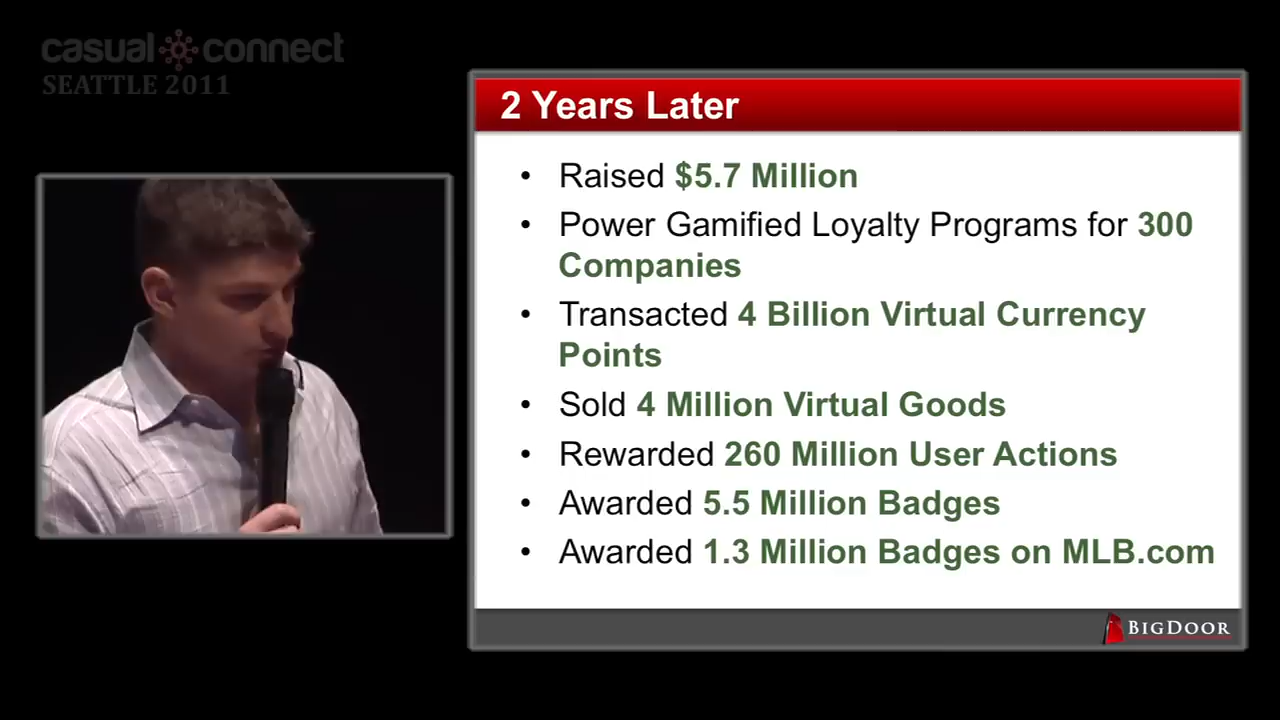 casual connect
SEATTLE 2011
2 Years Later
• Raised $5.7 Million
• Power Gamified Loyalty Programs for 300
Companies
• Transacted 4 Billion Virtual Currency
Points
• Sold 4 Million Virtual Goods
• Rewarded 260 Million User Actions
• Awarded 5.5 Million Badges
• Awarded 1.3 Million Badges on MLB.com
BIGDOOR